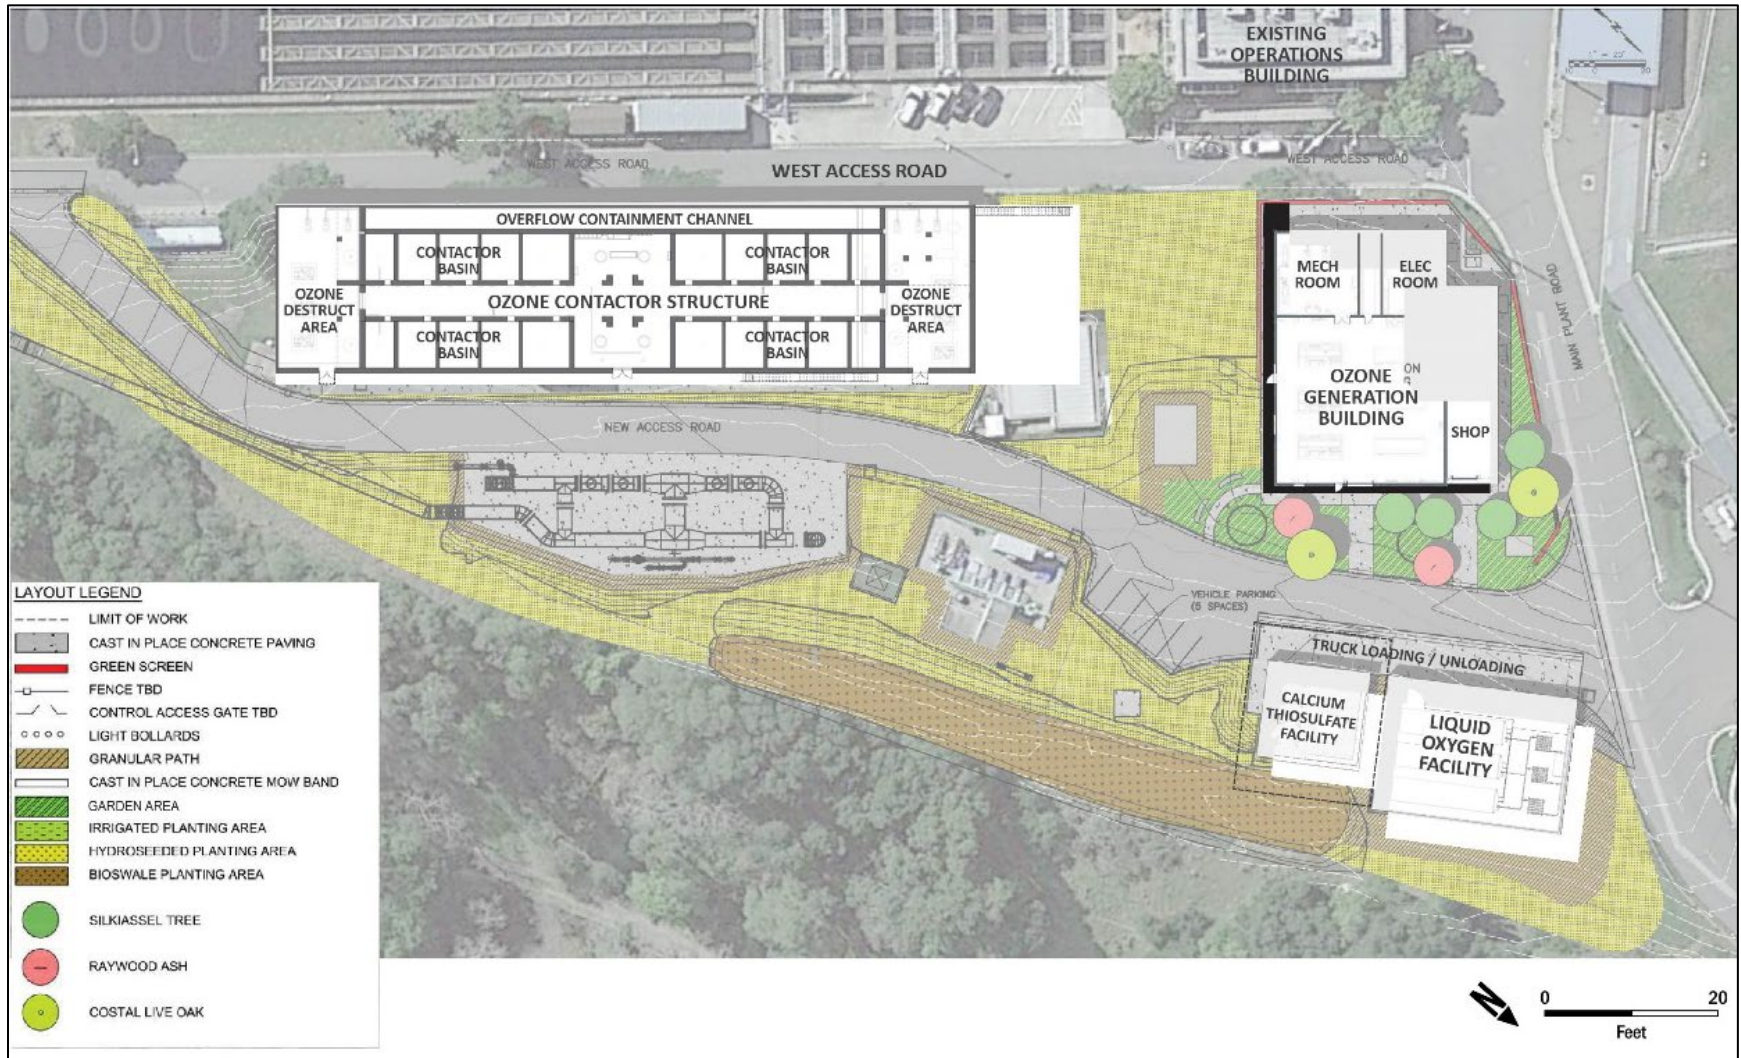 EXISTING
OPERATIONS
BUILDING
1" = 20'
WEST ACCESS ROAD
WEST ACCESS ROAD
WEST ACCESS ROAD
OVERFLOW CONTAINMENT CHANNEL
CONTACTOR
BASIN
CONTACTOR
BASIN
OZONE
DESTRUCT
AREA
OZONE CONTACTOR STRUCTURE
OZONE
DESTRUCT
AREA
CONTACTOR
BASIN
CONTACTOR
BASIN
MECH
ROOM
ELEC
ROOM
MAIN PLANT ROAD
OZONE
GENERATION
BUILDING
SHOP
NEW ACCESS ROAD
VEHICLE PARKING
(5 SPACES)
TRUCK LOADING / UNLOADING
CALCIUM
THIOSULFATE
FACILITY
LIQUID
OXYGEN
FACILITY
LAYOUT LEGEND
LIMIT OF WORK
CAST IN PLACE CONCRETE PAVING
GREEN SCREEN
FENCE TBD
CONTROL ACCESS GATE TBD
LIGHT BOLLARDS
GRANULAR PATH
CAST IN PLACE CONCRETE MOW BAND
GARDEN AREA
IRRIGATED PLANTING AREA
HYDROSEEDED PLANTING AREA
BIOSWALE PLANTING AREA
SILKIASSEL TREE
RAYWOOD ASH
COSTAL LIVE OAK
N
0 20
Feet